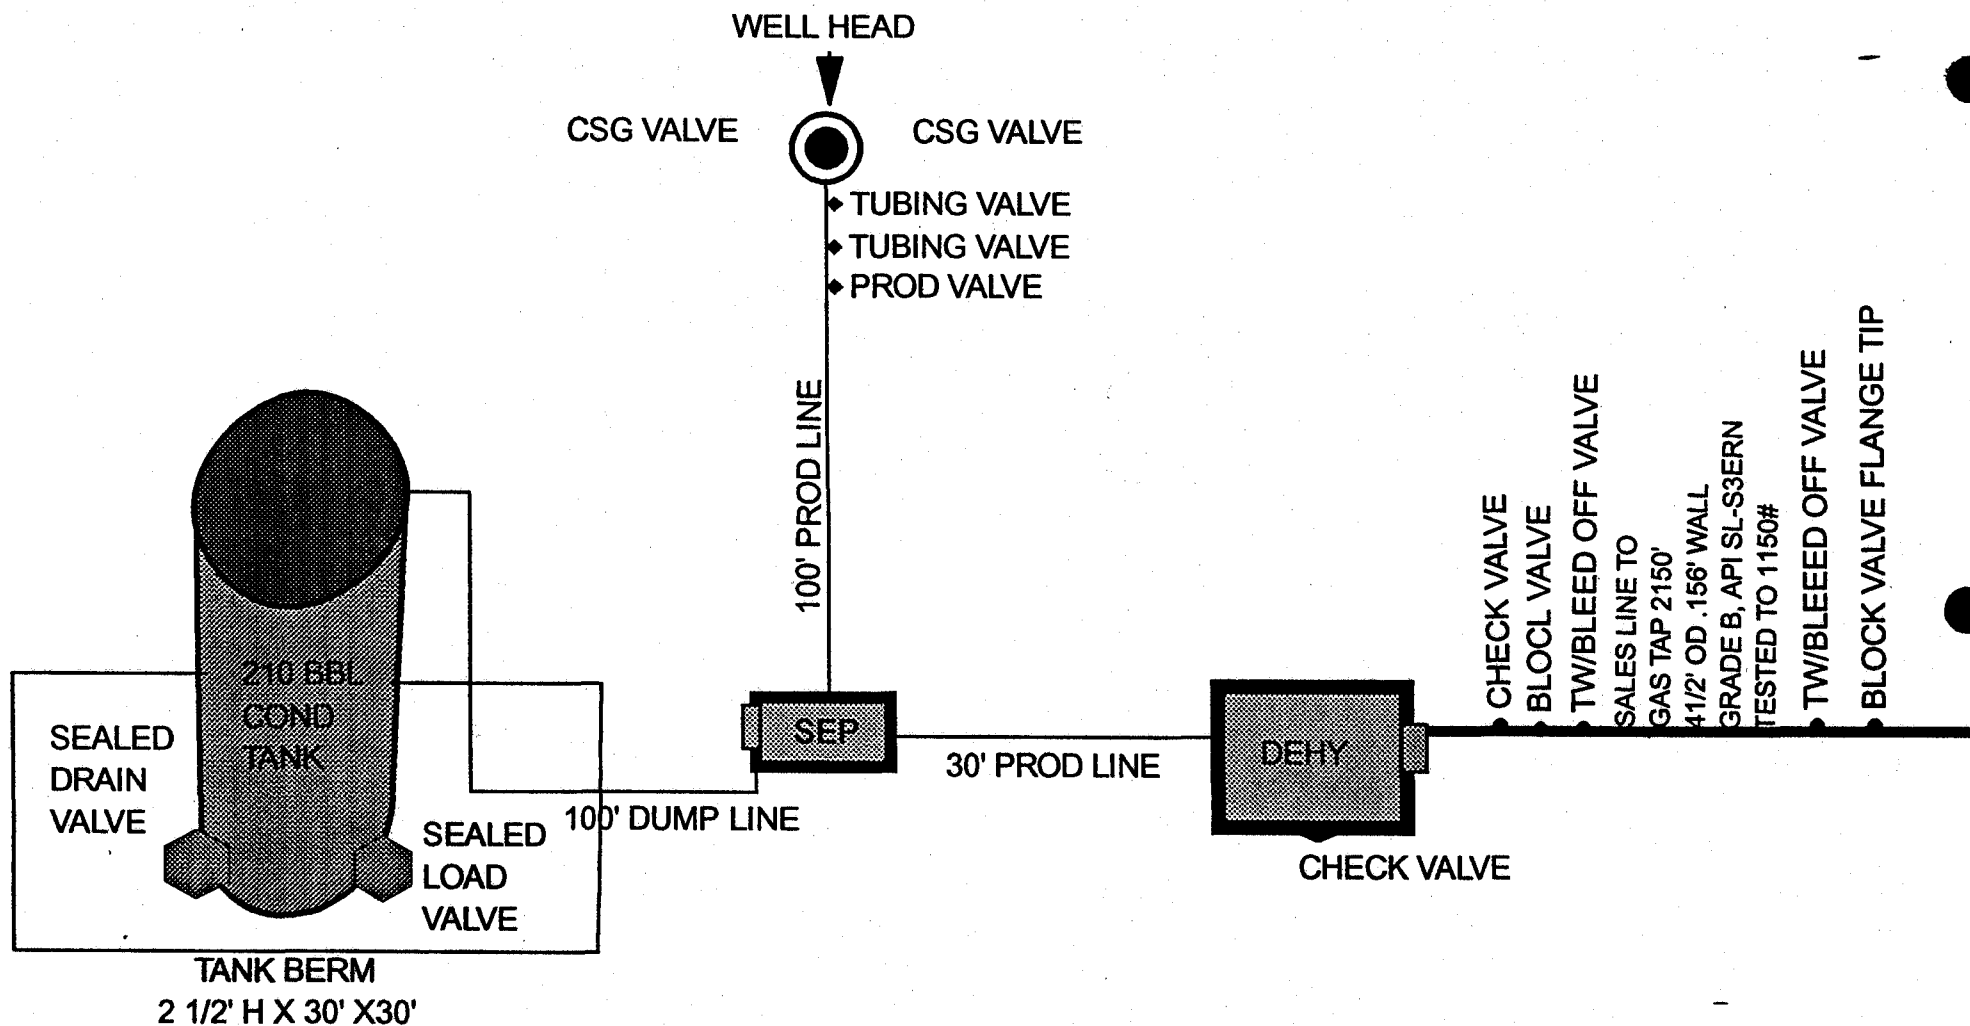 WELL HEAD
CSG VALVE
CSG VALVE
TUBING VALVE
TUBING VALVE
PROD VALVE
100' PROD LINE
210 BBL
COND
TANK
SEALED
DRAIN
VALVE
SEALED
LOAD
VALVE
100' DUMP LINE
TANK BERM
2 1/2' H X 30' X30'
SEP
30' PROD LINE
DEHY
CHECK VALVE
CHECK VALVE
BLOCL VALVE
TW/BLEED OFF VALVE
SALES LINE TO
GAS TAP 2150'
41/2' OD .156' WALL
GRADE B, API SL-S3ERN
TESTED TO 1150#
TW/BLEEED OFF VALVE
BLOCK VALVE FLANGE TIP